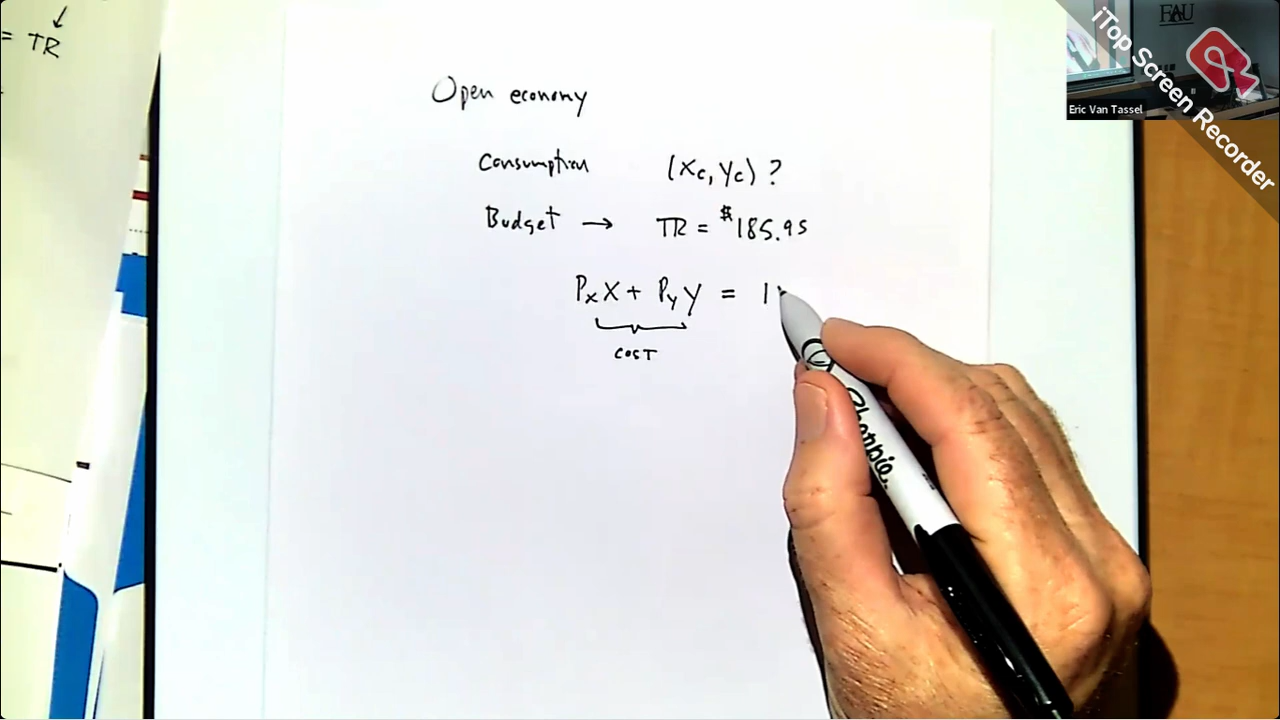 = TR
Open economy
Consumption (Xc, Yc) ?
Budget → TR = $185.95
PxX + PyY = 1
COST
Sharpie.
FAU
Eric Van Tassel
iTop Screen Recorder